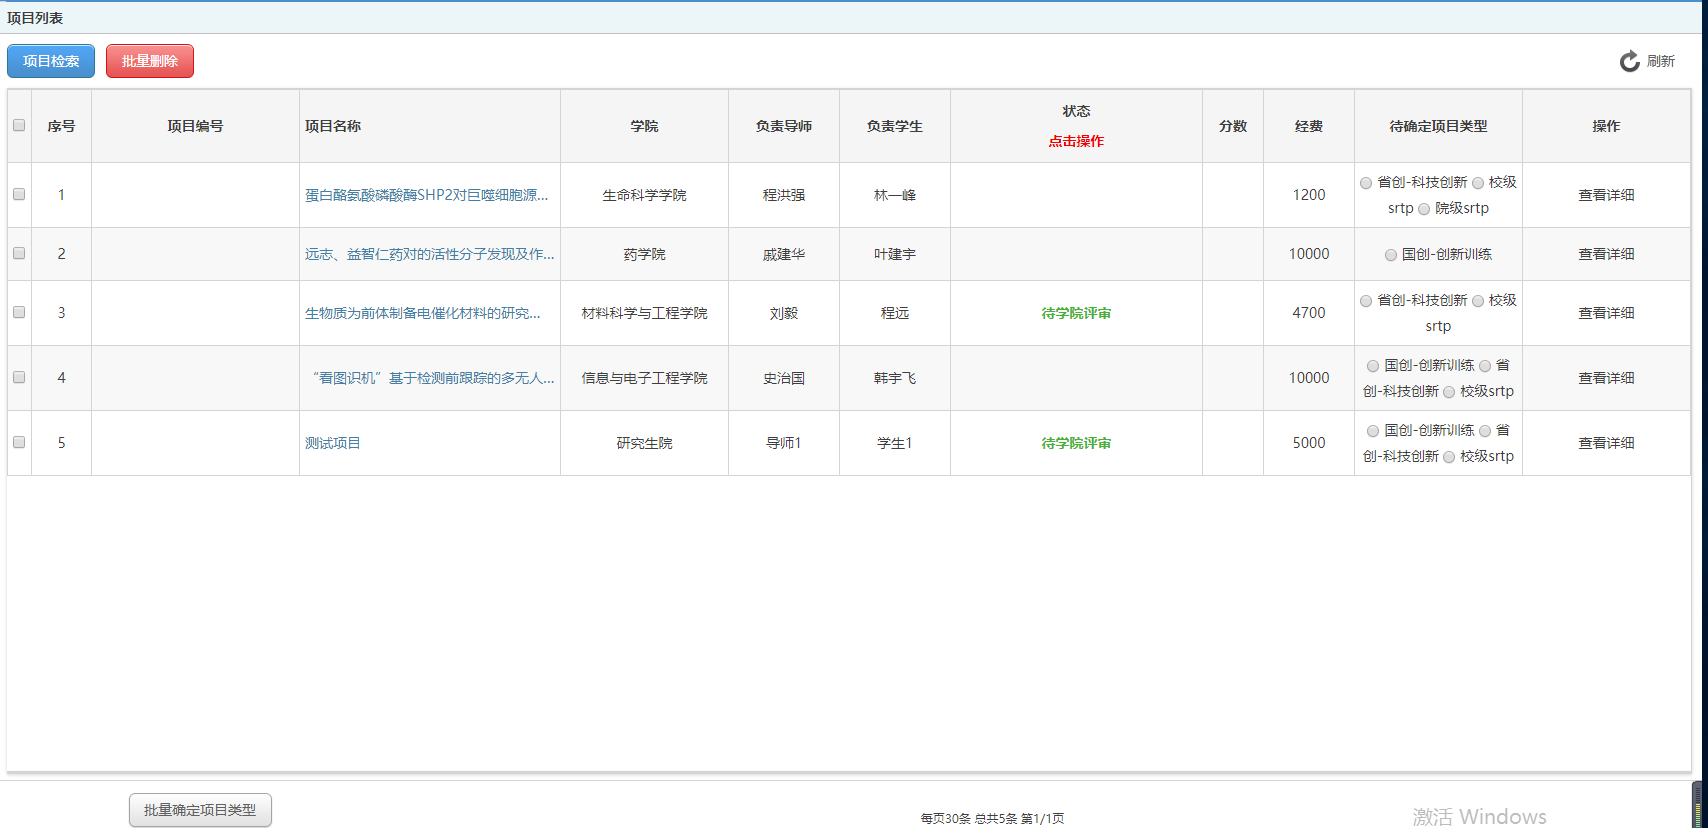 项目列表
项目检索 批量删除 刷新
序号 项目编号 项目名称 学院 负责导师 负责学生 状态 点击操作 分数 经费 待确定项目类型 操作
1 蛋白酪氨酸磷酸酶SHP2对巨噬细胞源... 生命科学学院 程洪强 林一峰 1200 省创-科技创新 校级srtp 院级srtp 查看详细
2 远志、益智仁药对的活性分子发现及作... 药学院 戚建华 叶建宇 10000 国创-创新训练 查看详细
3 生物质为前体制备电催化材料的研究... 材料科学与工程学院 刘毅 程远 待学院评审 4700 省创-科技创新 校级srtp 查看详细
4 “看图识机”基于检测前跟踪的多无人... 信息与电子工程学院 史治国 韩宇飞 10000 国创-创新训练 省创-科技创新 校级srtp 查看详细
5 测试项目 研究生院 导师1 学生1 待学院评审 5000 国创-创新训练 省创-科技创新 校级srtp 查看详细
批量确定项目类型
每页30条 总共5条 第1/1页
激活 Windows